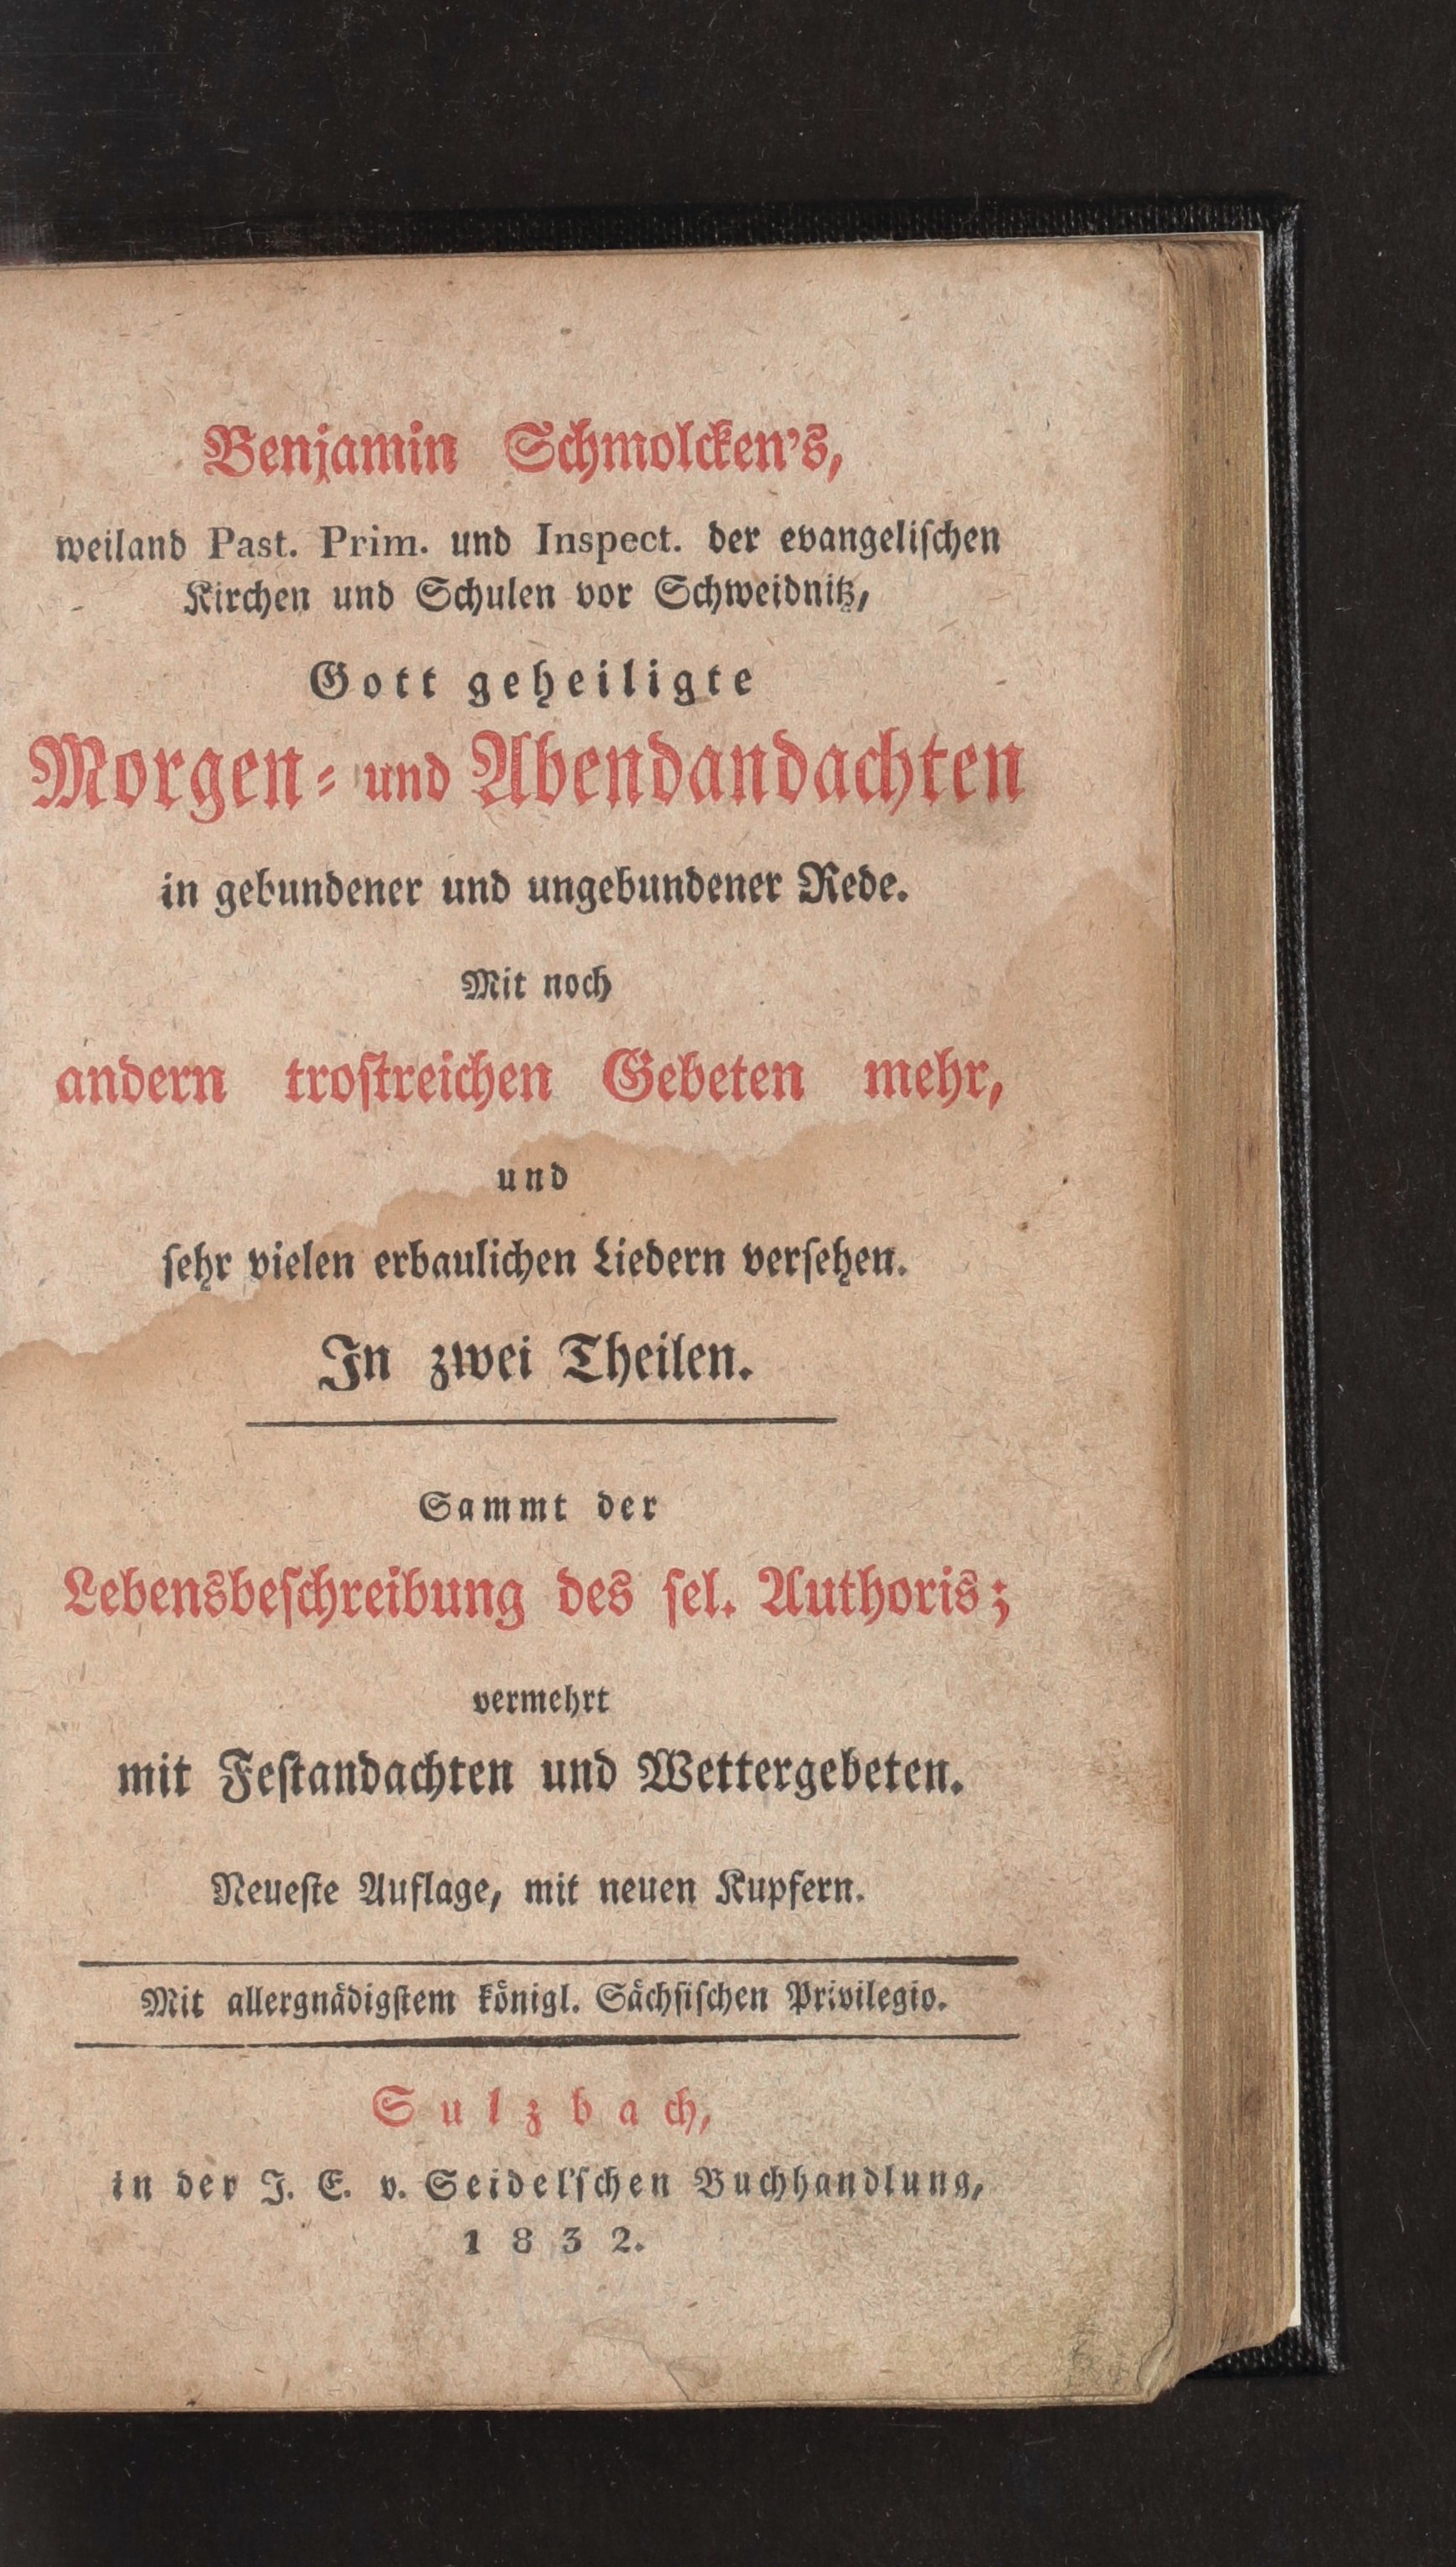 Benjamin Schmolcken's,
weiland Past. Prim. und Inspect. der evangelischen
Kirchen und Schulen vor Schweidnitz,
Gott geheiligte
Morgen- und Abendandachten
in gebundener und ungebundener Rede.
Mit noch
andern trostreichen Gebeten mehr,
und
sehr vielen erbaulichen Liedern versehen.
In zwei Theilen.
Sammt der
Lebensbeschreibung des sel. Authoris;
vermehrt
mit Festandachten und Wettergebeten.
Neueste Auflage, mit neuen Kupfern.
Mit allergnädigstem königl. Sächsischen Privilegio.
Sulzbach,
in der J. E. v. Seidel'schen Buchhandlung,
1832.